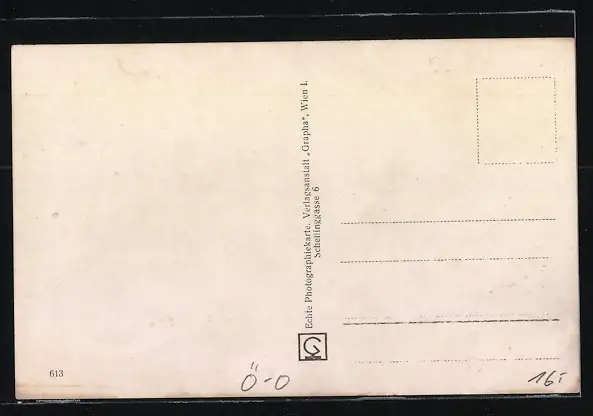 Echte Photographiekarte. Verlagsanstalt „Grapha“, Wien I.
Schellinggasse 6
G
613
Ö-O
16.-